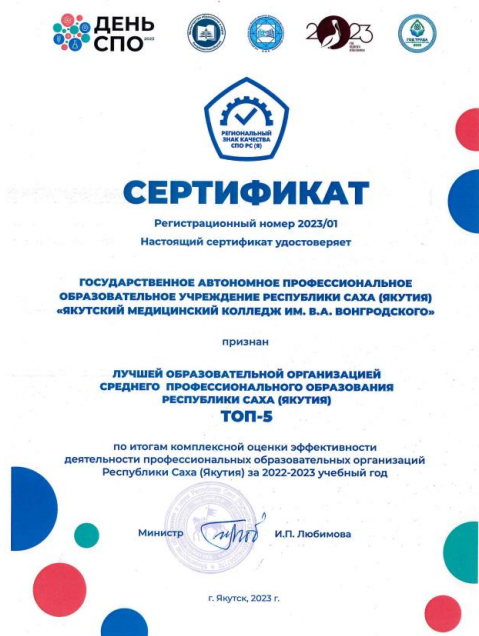 ДЕНЬ
СПО 2023
2023
РЕГИОНАЛЬНЫЙ
ЗНАК КАЧЕСТВА
СПО РС (Я)
СЕРТИФИКАТ
Регистрационный номер 2023/01
Настоящий сертификат удостоверяет
ГОСУДАРСТВЕННОЕ АВТОНОМНОЕ ПРОФЕССИОНАЛЬНОЕ
ОБРАЗОВАТЕЛЬНОЕ УЧРЕЖДЕНИЕ РЕСПУБЛИКИ САХА (ЯКУТИЯ)
«ЯКУТСКИЙ МЕДИЦИНСКИЙ КОЛЛЕДЖ ИМ. В.А. ВОНГРОДСКОГО»
признан
ЛУЧШЕЙ ОБРАЗОВАТЕЛЬНОЙ ОРГАНИЗАЦИЕЙ
СРЕДНЕГО ПРОФЕССИОНАЛЬНОГО ОБРАЗОВАНИЯ
РЕСПУБЛИКИ САХА (ЯКУТИЯ)
ТОП-5
по итогам комплексной оценки эффективности
деятельности профессиональных образовательных организаций
Республики Саха (Якутия) за 2022-2023 учебный год
Министр И.П. Любимова
г. Якутск, 2023 г.